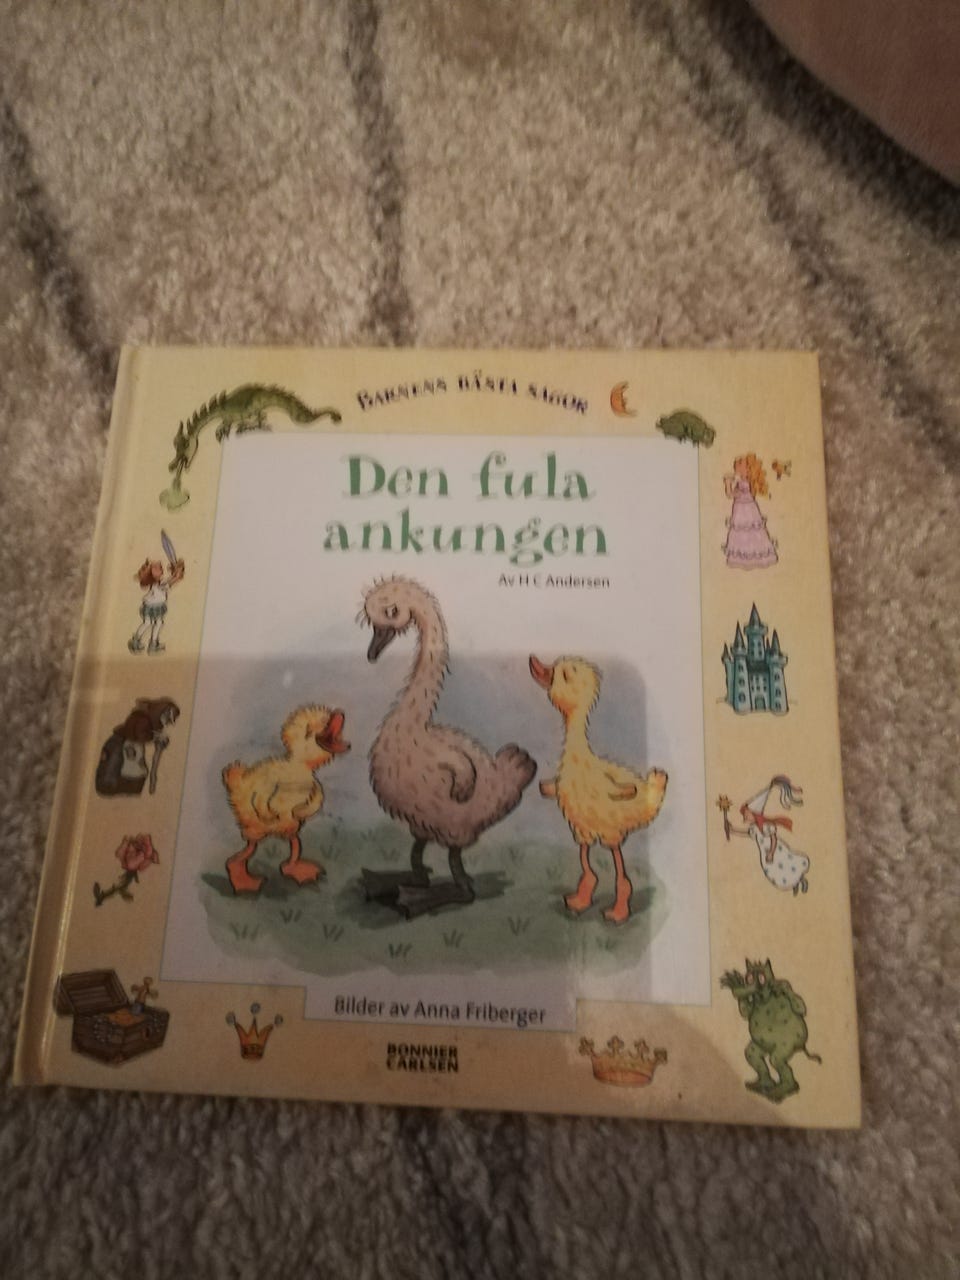 BARNENS BÄSTA SAGOR
Den fula
ankungen
Av H C Andersen
Bilder av Anna Friberger
BONNIER
CARLSEN